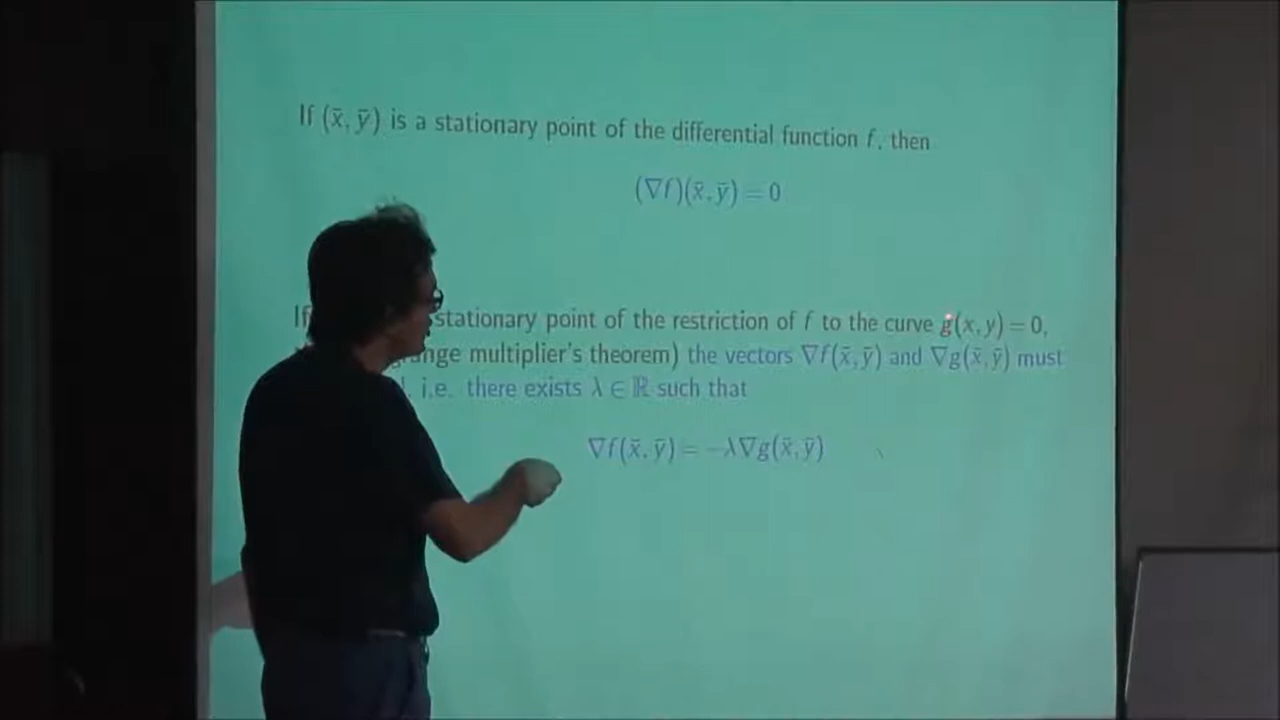 If (x̄, ȳ) is a stationary point of the differential function f, then
(∇f)(x̄, ȳ) = 0
If stationary point of the restriction of f to the curve g(x, y) = 0,
multiplier's theorem) the vectors ∇f(x̄, ȳ) and ∇g(x̄, ȳ) must
i.e. there exists λ ∈ ℝ such that
∇f(x̄, ȳ) = −λ∇g(x̄, ȳ)